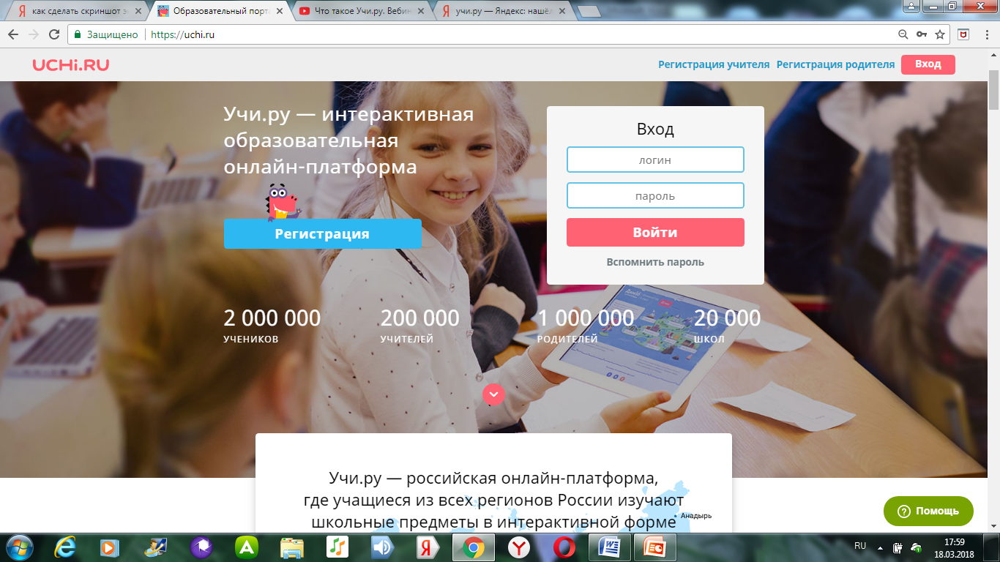 как сделать скриншот э
Образовательный порта
Что такое Учи.ру. Вебин
учи.ру — Яндекс: нашёл
Защищено https://uchi.ru
UCHi.RU
Регистрация учителя Регистрация родителя Вход
Учи.ру — интерактивная
образовательная
онлайн-платформа
Регистрация
Вход
логин
пароль
Войти
Вспомнить пароль
2 000 000
УЧЕНИКОВ
200 000
УЧИТЕЛЕЙ
1 000 000
РОДИТЕЛЕЙ
20 000
ШКОЛ
Учи.ру — российская онлайн-платформа,
где учащиеся из всех регионов России изучают
школьные предметы в интерактивной форме
Анадырь
Помощь
RU
17:59
18.03.2018